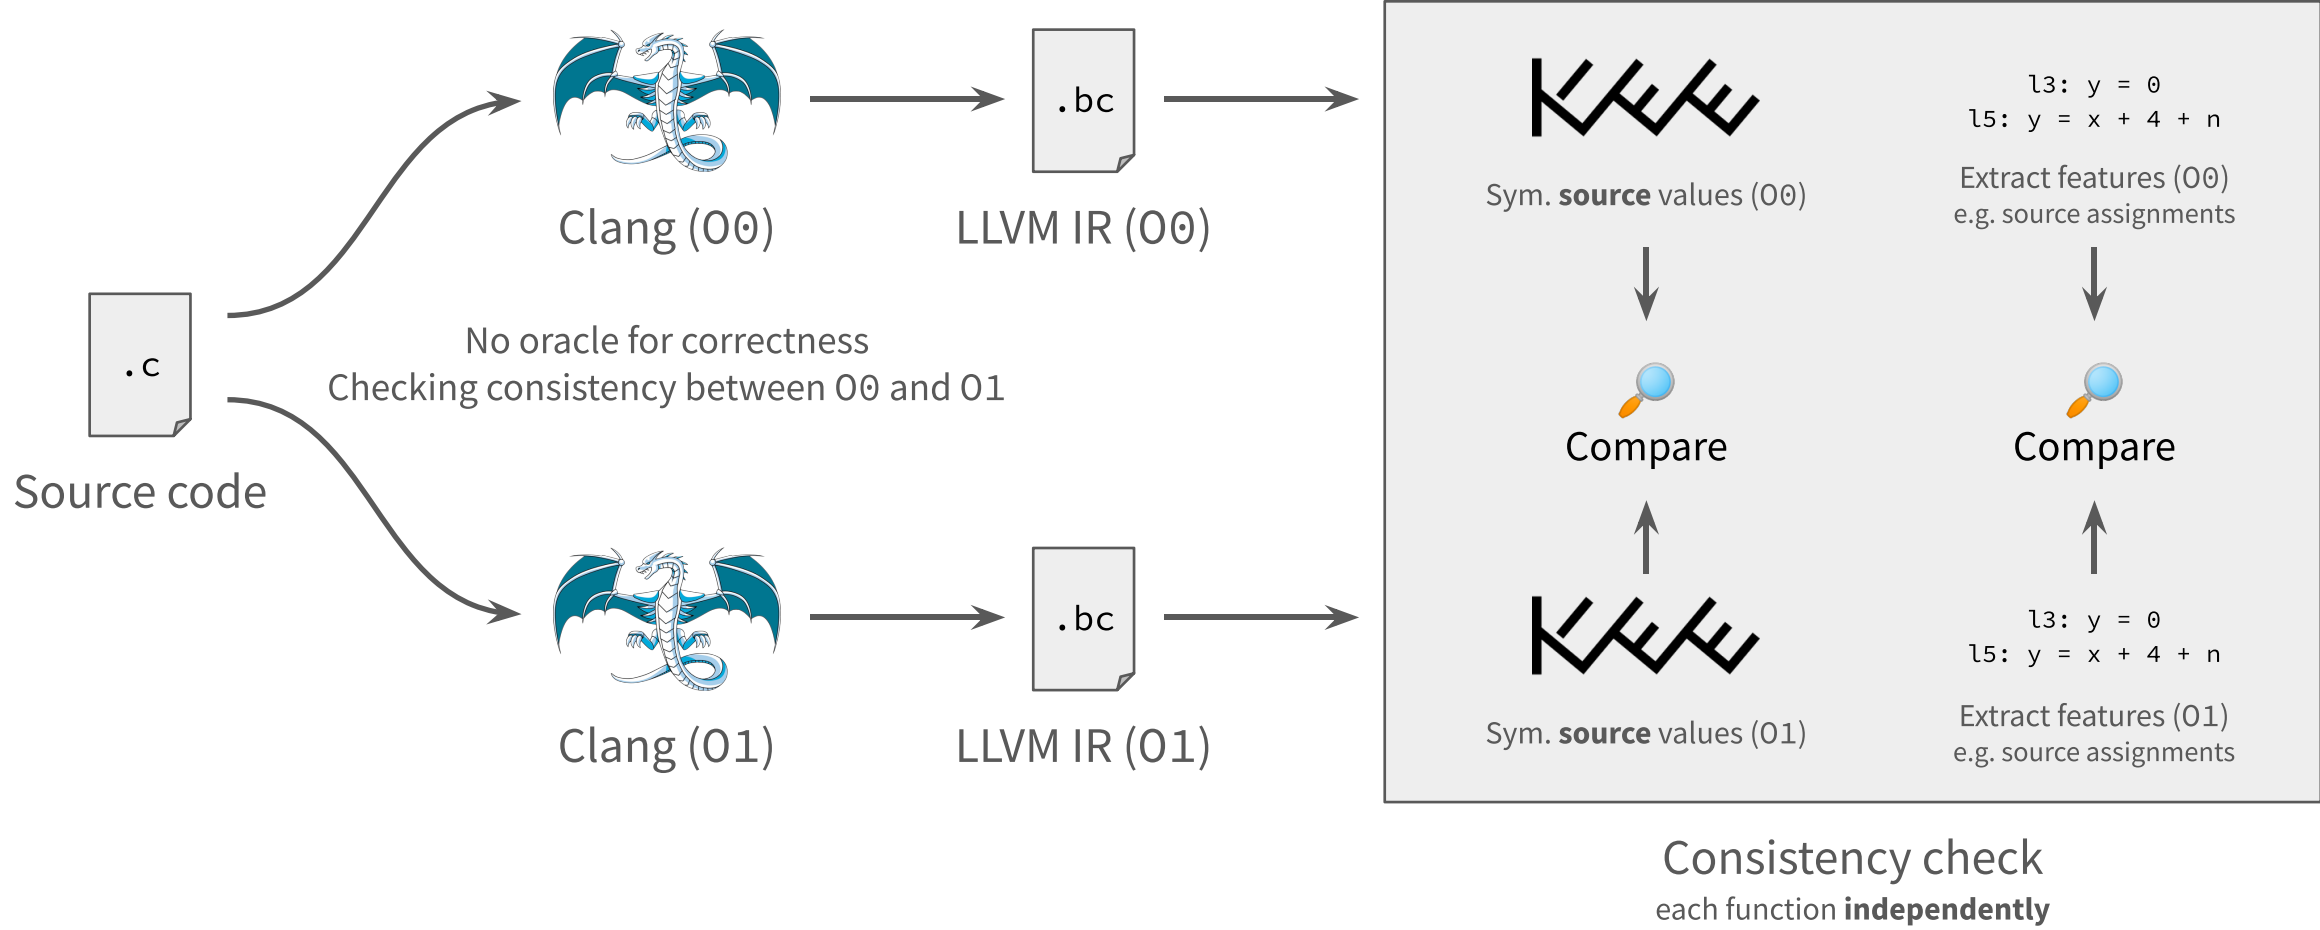 .c
Source code
Clang (O0)
.bc
LLVM IR (O0)
No oracle for correctness
Checking consistency between O0 and O1
Clang (O1)
.bc
LLVM IR (O1)
KLEE
Sym. source values (O0)
l3: y = 0
l5: y = x + 4 + n
Extract features (O0)
e.g. source assignments
Compare
Compare
KLEE
Sym. source values (O1)
l3: y = 0
l5: y = x + 4 + n
Extract features (O1)
e.g. source assignments
Consistency check
each function independently